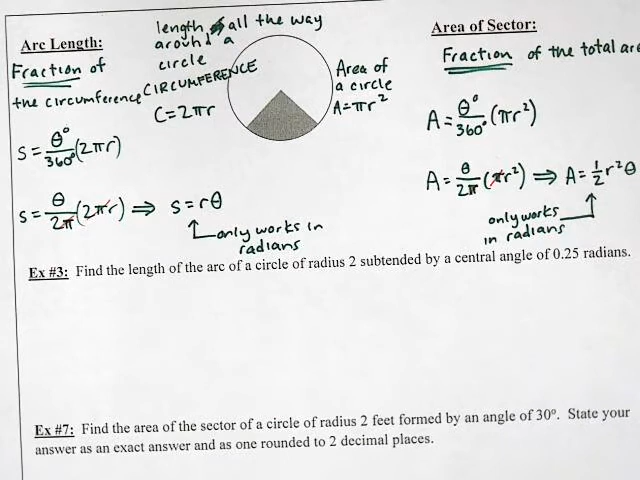 Arc Length:
Fraction of
the circumference
length all the way
around a
circle
CIRCUMFERENCE
C=2πr
s=θ°/360°(2πr)
s=θ/2π(2πr) ⇒ s=rθ
only works in
radians
Area of
a circle
A=πr²
Area of Sector:
Fraction of the total are
A=θ°/360°(πr²)
A=θ/2π(πr²) ⇒ A=1/2r²θ
only works
in radians
Ex #3: Find the length of the arc of a circle of radius 2 subtended by a central angle of 0.25 radians.
Ex #7: Find the area of the sector of a circle of radius 2 feet formed by an angle of 30°. State your
answer as an exact answer and as one rounded to 2 decimal places.